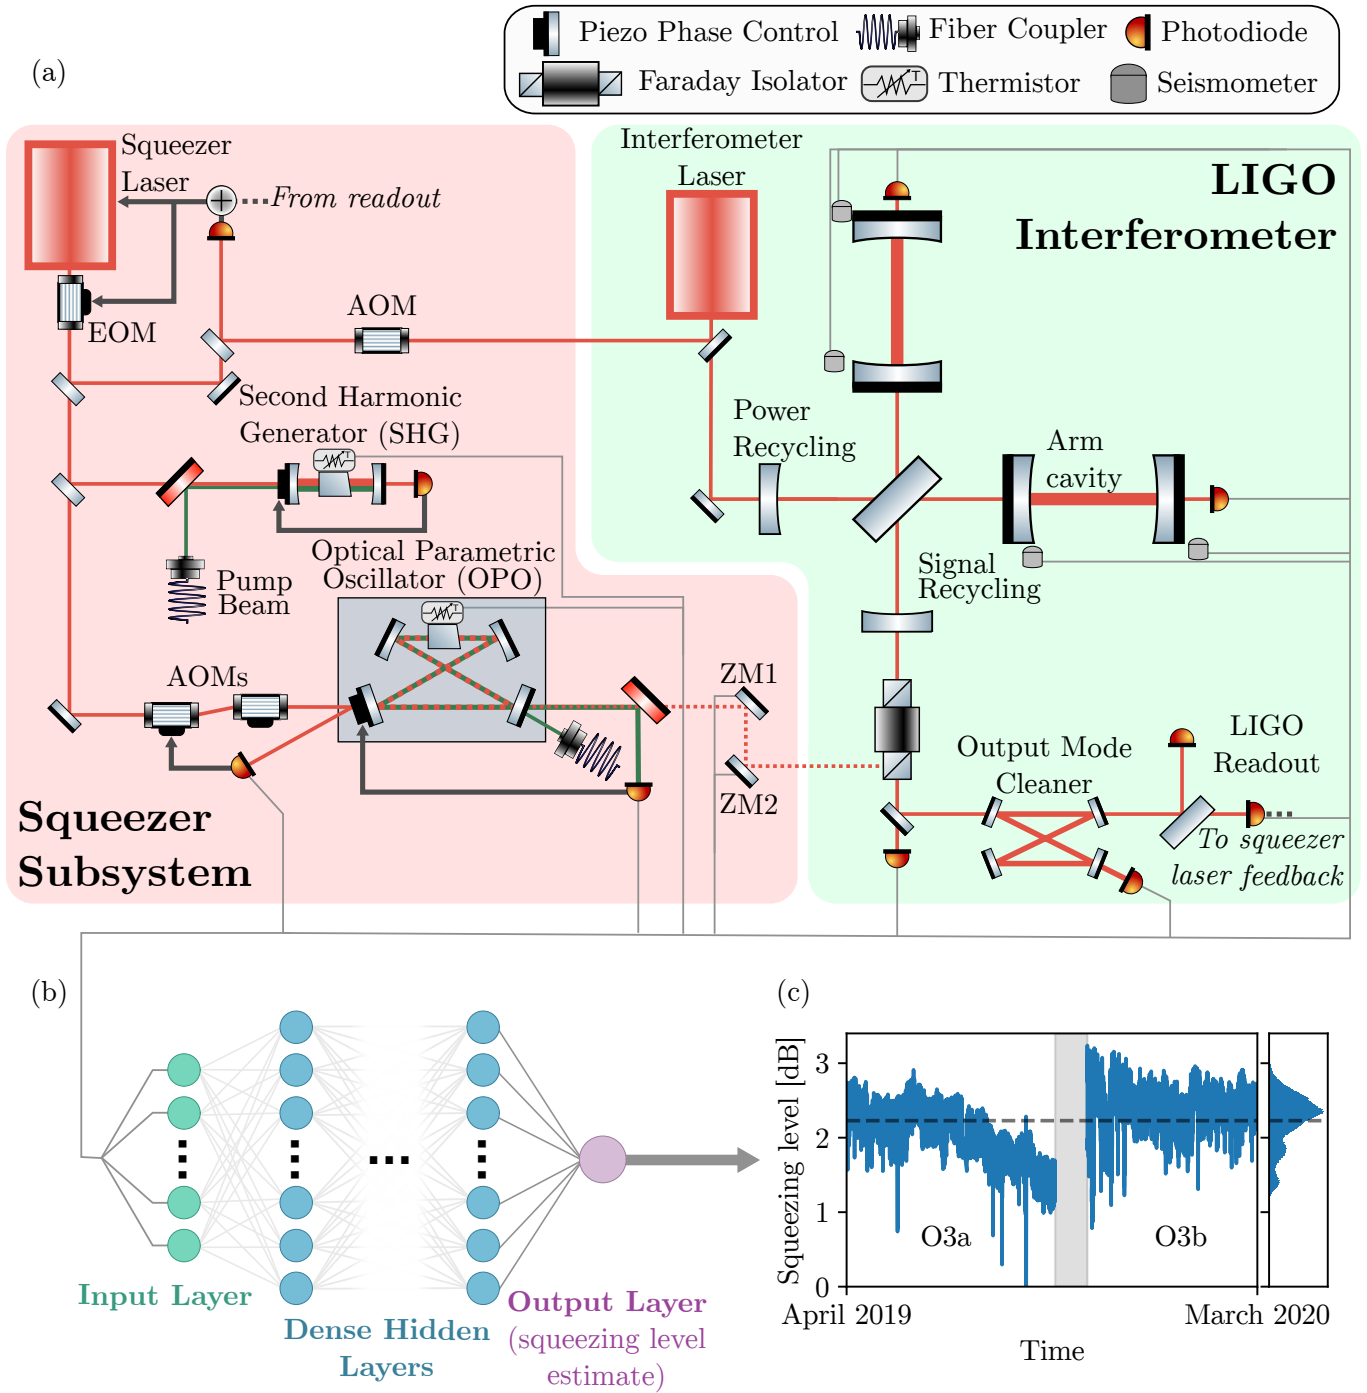 (a)
Piezo Phase Control
Fiber Coupler
Photodiode
Faraday Isolator
T
Thermistor
Seismometer
Squeezer
Laser
From readout
EOM
AOM
Second Harmonic
Generator (SHG)
T
Pump
Beam
Optical Parametric
Oscillator (OPO)
T
AOMs
ZM1
ZM2
Squeezer
Subsystem
Interferometer
Laser
LIGO
Interferometer
Power
Recycling
Arm
cavity
Signal
Recycling
Output Mode
Cleaner
LIGO
Readout
To squeezer
laser feedback
(b)
Input Layer
Dense Hidden
Layers
Output Layer
(squeezing level
estimate)
(c)
Squeezing level [dB]
3
2
1
0
O3a
O3b
April 2019
March 2020
Time